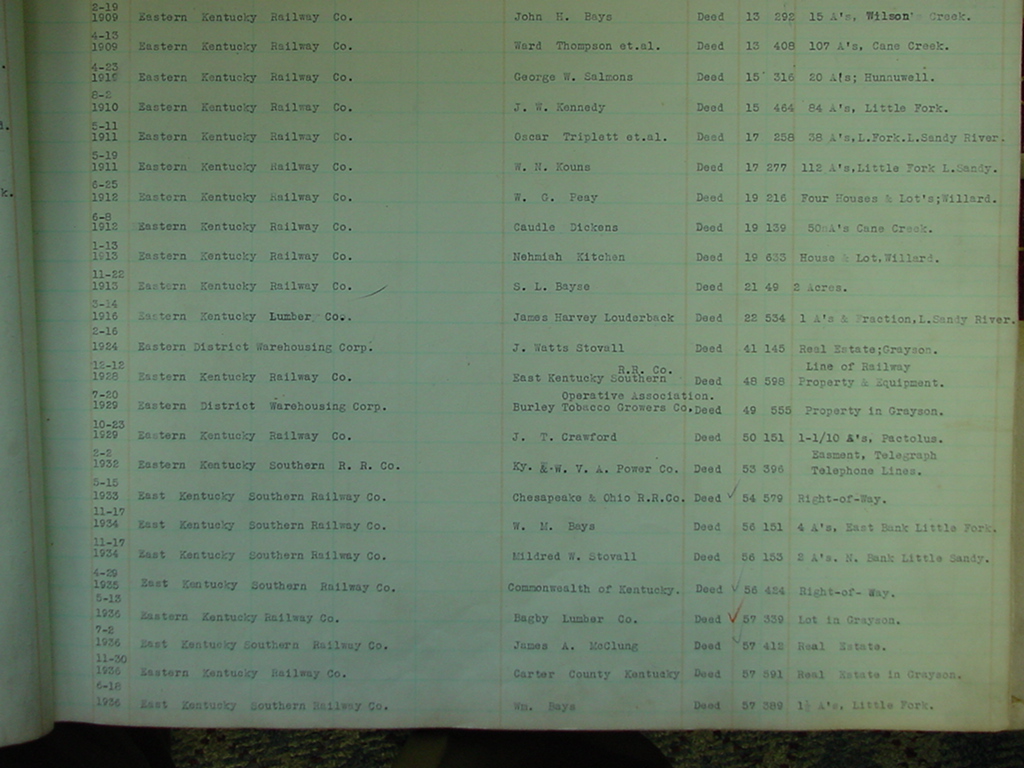 2-19
1909 Eastern Kentucky Railway Co. John H. Bays Deed 13 292 15 A's, Wilson's Creek.
4-13
1909 Eastern Kentucky Railway Co. Ward Thompson et.al. Deed 13 408 107 A's, Cane Creek.
4-23
1910 Eastern Kentucky Railway Co. George W. Salmons Deed 15 316 20 A's; Hunnuwell.
8-2
1910 Eastern Kentucky Railway Co. J. W. Kennedy Deed 15 464 84 A's, Little Fork.
5-11
1911 Eastern Kentucky Railway Co. Oscar Triplett et.al. Deed 17 258 38 A's,L.Fork.L.Sandy River.
5-19
1911 Eastern Kentucky Railway Co. W. N. Kouns Deed 17 277 112 A's,Little Fork L.Sandy.
6-25
1912 Eastern Kentucky Railway Co. W. G. Peay Deed 19 216 Four Houses & Lot's;Willard.
6-8
1912 Eastern Kentucky Railway Co. Caudle Dickens Deed 19 139 50 A's Cane Creek.
1-13
1913 Eastern Kentucky Railway Co. Nehmiah Kitchen Deed 19 633 House & Lot,Willard.
11-22
1913 Eastern Kentucky Railway Co. S. L. Bayse Deed 21 49 2 Acres.
3-14
1916 Eastern Kentucky Lumber Co. James Harvey Louderback Deed 22 534 1 A's & Fraction,L.Sandy River.
2-16
1924 Eastern District Warehousing Corp. J. Watts Stovall Deed 41 145 Real Estate;Grayson.
12-12 R.R. Co. Line of Railway
1928 Eastern Kentucky Railway Co. East Kentucky Southern Deed 48 598 Property & Equipment.
7-20 Operative Association.
1929 Eastern District Warehousing Corp. Burley Tobacco Growers Co. Deed 49 555 Property in Grayson.
10-23
1929 Eastern Kentucky Railway Co. J. T. Crawford Deed 50 151 1-1/10 A's, Pactolus.
2-2 Easment, Telegraph
1932 Eastern Kentucky Southern R. R. Co. Ky. & W. V. A. Power Co. Deed 53 396 Telephone Lines.
5-15
1933 East Kentucky Southern Railway Co. Chesapeake & Ohio R.R.Co. Deed ✓ 54 579 Right-of-Way.
11-17
1934 East Kentucky Southern Railway Co. W. M. Bays Deed 56 151 4 A's, East Bank Little Fork.
11-17
1934 East Kentucky Southern Railway Co. Mildred W. Stovall Deed 56 153 2 A's. N. Bank Little Sandy.
4-29
1935 East Kentucky Southern Railway Co. Commonwealth of Kentucky. Deed ✓ 56 424 Right-of- Way.
5-13
1936 Eastern Kentucky Railway Co. Bagby Lumber Co. Deed ✓ 57 339 Lot in Grayson.
7-2
1936 East Kentucky Southern Railway Co. James A. McClung Deed ✓ 57 412 Real Estate.
11-30
1936 Eastern Kentucky Railway Co. Carter County Kentucky Deed 57 591 Real Estate in Grayson.
6-18
1936 East Kentucky Southern Railway Co. Wm. Bays Deed 57 389 1½ A's, Little Fork.